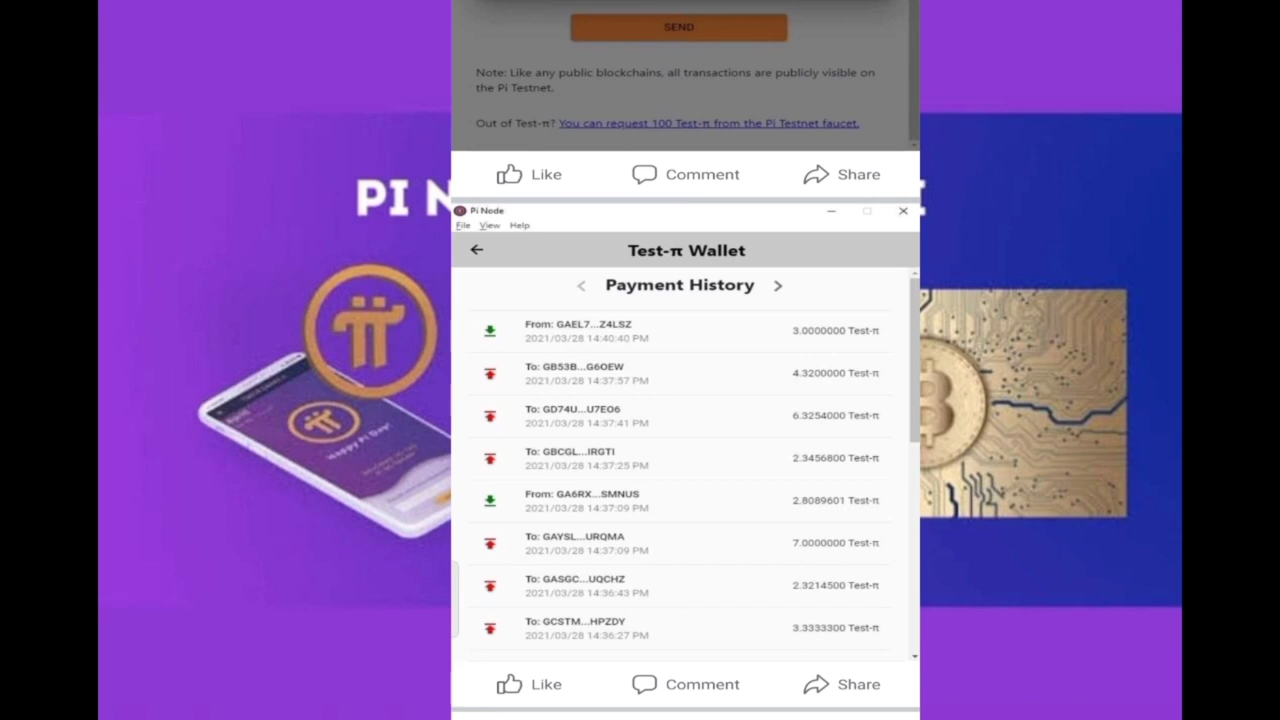 SEND
Note: Like any public blockchains, all transactions are publicly visible on
the Pi Testnet.
Out of Test-π? You can request 100 Test-π from the Pi Testnet faucet.
Like Comment Share
PI
Pi Node
File View Help
Test-π Wallet
Payment History
From: GAEL7...Z4LSZ
2021/03/28 14:40:40 PM
3.0000000 Test-π
To: GB53B...G6OEW
2021/03/28 14:37:57 PM
4.3200000 Test-π
To: GD74U...U7EO6
2021/03/28 14:37:41 PM
6.3254000 Test-π
To: GBCGL...IRGTI
2021/03/28 14:37:25 PM
2.3456800 Test-π
From: GA6RX...SMNUS
2021/03/28 14:37:09 PM
2.8089601 Test-π
To: GAYSL...URQMA
2021/03/28 14:37:09 PM
7.0000000 Test-π
To: GASGC...UQCHZ
2021/03/28 14:36:43 PM
2.3214500 Test-π
To: GCSTM...HPZDY
2021/03/28 14:36:27 PM
3.3333300 Test-π
Happy Pi Day!
Like Comment Share